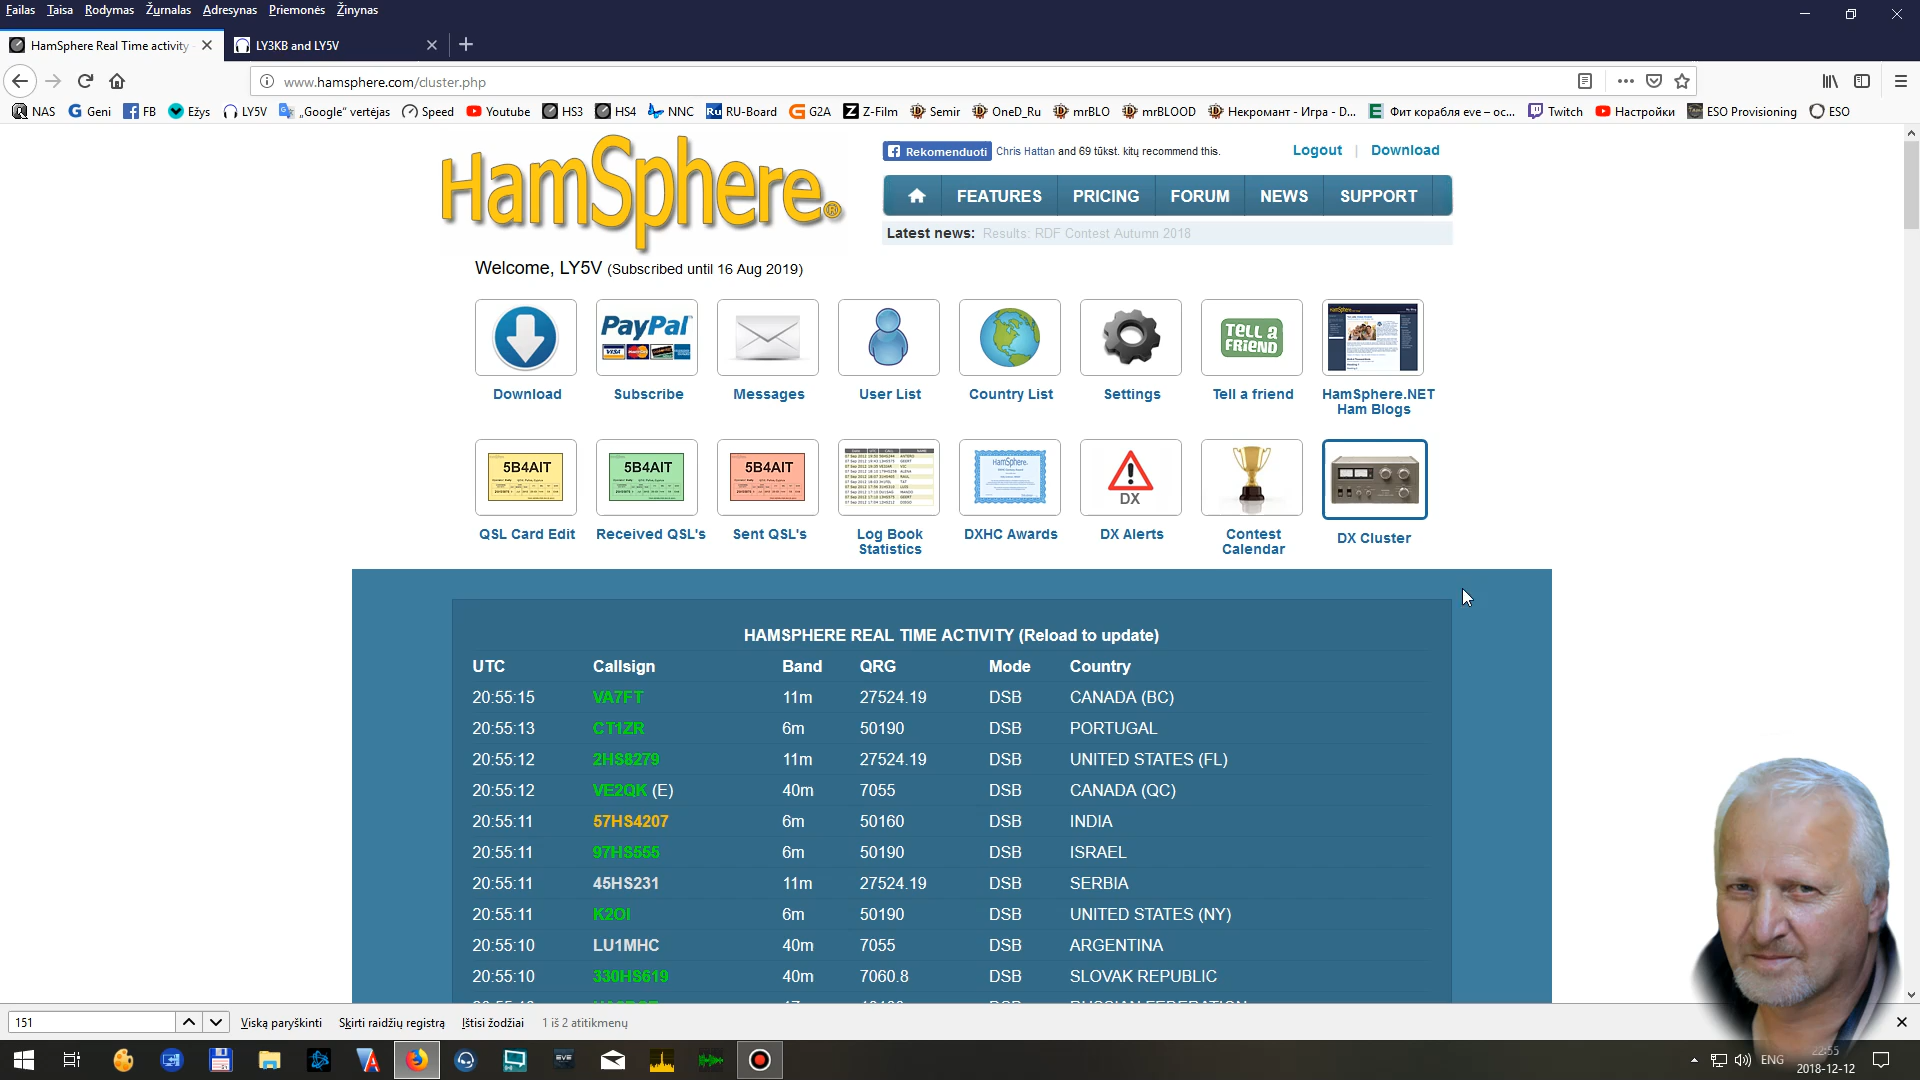 Failas Taisa Rodymas Žurnalas Adresynas Priemonės Žinynas
HamSphere Real Time activity
LY3KB and LY5V
www.hamsphere.com/cluster.php
NAS Geni FB Ežys LY5V „Google“ vertėjas Speed Youtube HS3 HS4 NNC RU-Board G2A Z-Film Semir OneD_Ru mrBLO mrBLOOD Некромант - Игра - D... Фит корабля eve – ос... Twitch Настройки ESO Provisioning ESO
HamSphere®
Rekomenduoti Chris Hattan and 69 tūkst. kitų recommend this.
Logout | Download
FEATURES PRICING FORUM NEWS SUPPORT
Latest news: Results: RDF Contest Autumn 2018
Welcome, LY5V (Subscribed until 16 Aug 2019)
PayPal
VISA
TELL A FRIEND
Download Subscribe Messages User List Country List Settings Tell a friend HamSphere.NET Ham Blogs
5B4AIT 5B4AIT 5B4AIT
HamSphere
DX
QSL Card Edit Received QSL's Sent QSL's Log Book Statistics DXHC Awards DX Alerts Contest Calendar DX Cluster
HAMSPHERE REAL TIME ACTIVITY (Reload to update)
UTC Callsign Band QRG Mode Country
20:55:15 VA7FT 11m 27524.19 DSB CANADA (BC)
20:55:13 CT1ZR 6m 50190 DSB PORTUGAL
20:55:12 2HS8279 11m 27524.19 DSB UNITED STATES (FL)
20:55:12 VE2QK (E) 40m 7055 DSB CANADA (QC)
20:55:11 57HS4207 6m 50160 DSB INDIA
20:55:11 97HS555 6m 50190 DSB ISRAEL
20:55:11 45HS231 11m 27524.19 DSB SERBIA
20:55:11 K2OI 6m 50190 DSB UNITED STATES (NY)
20:55:10 LU1MHC 40m 7055 DSB ARGENTINA
20:55:10 330HS619 40m 7060.8 DSB SLOVAK REPUBLIC
151 Viską paryškinti Skirti raidžių registrą Ištisi žodžiai 1 iš 2 atitikmenų
EVE
ENG
22:55
2018-12-12